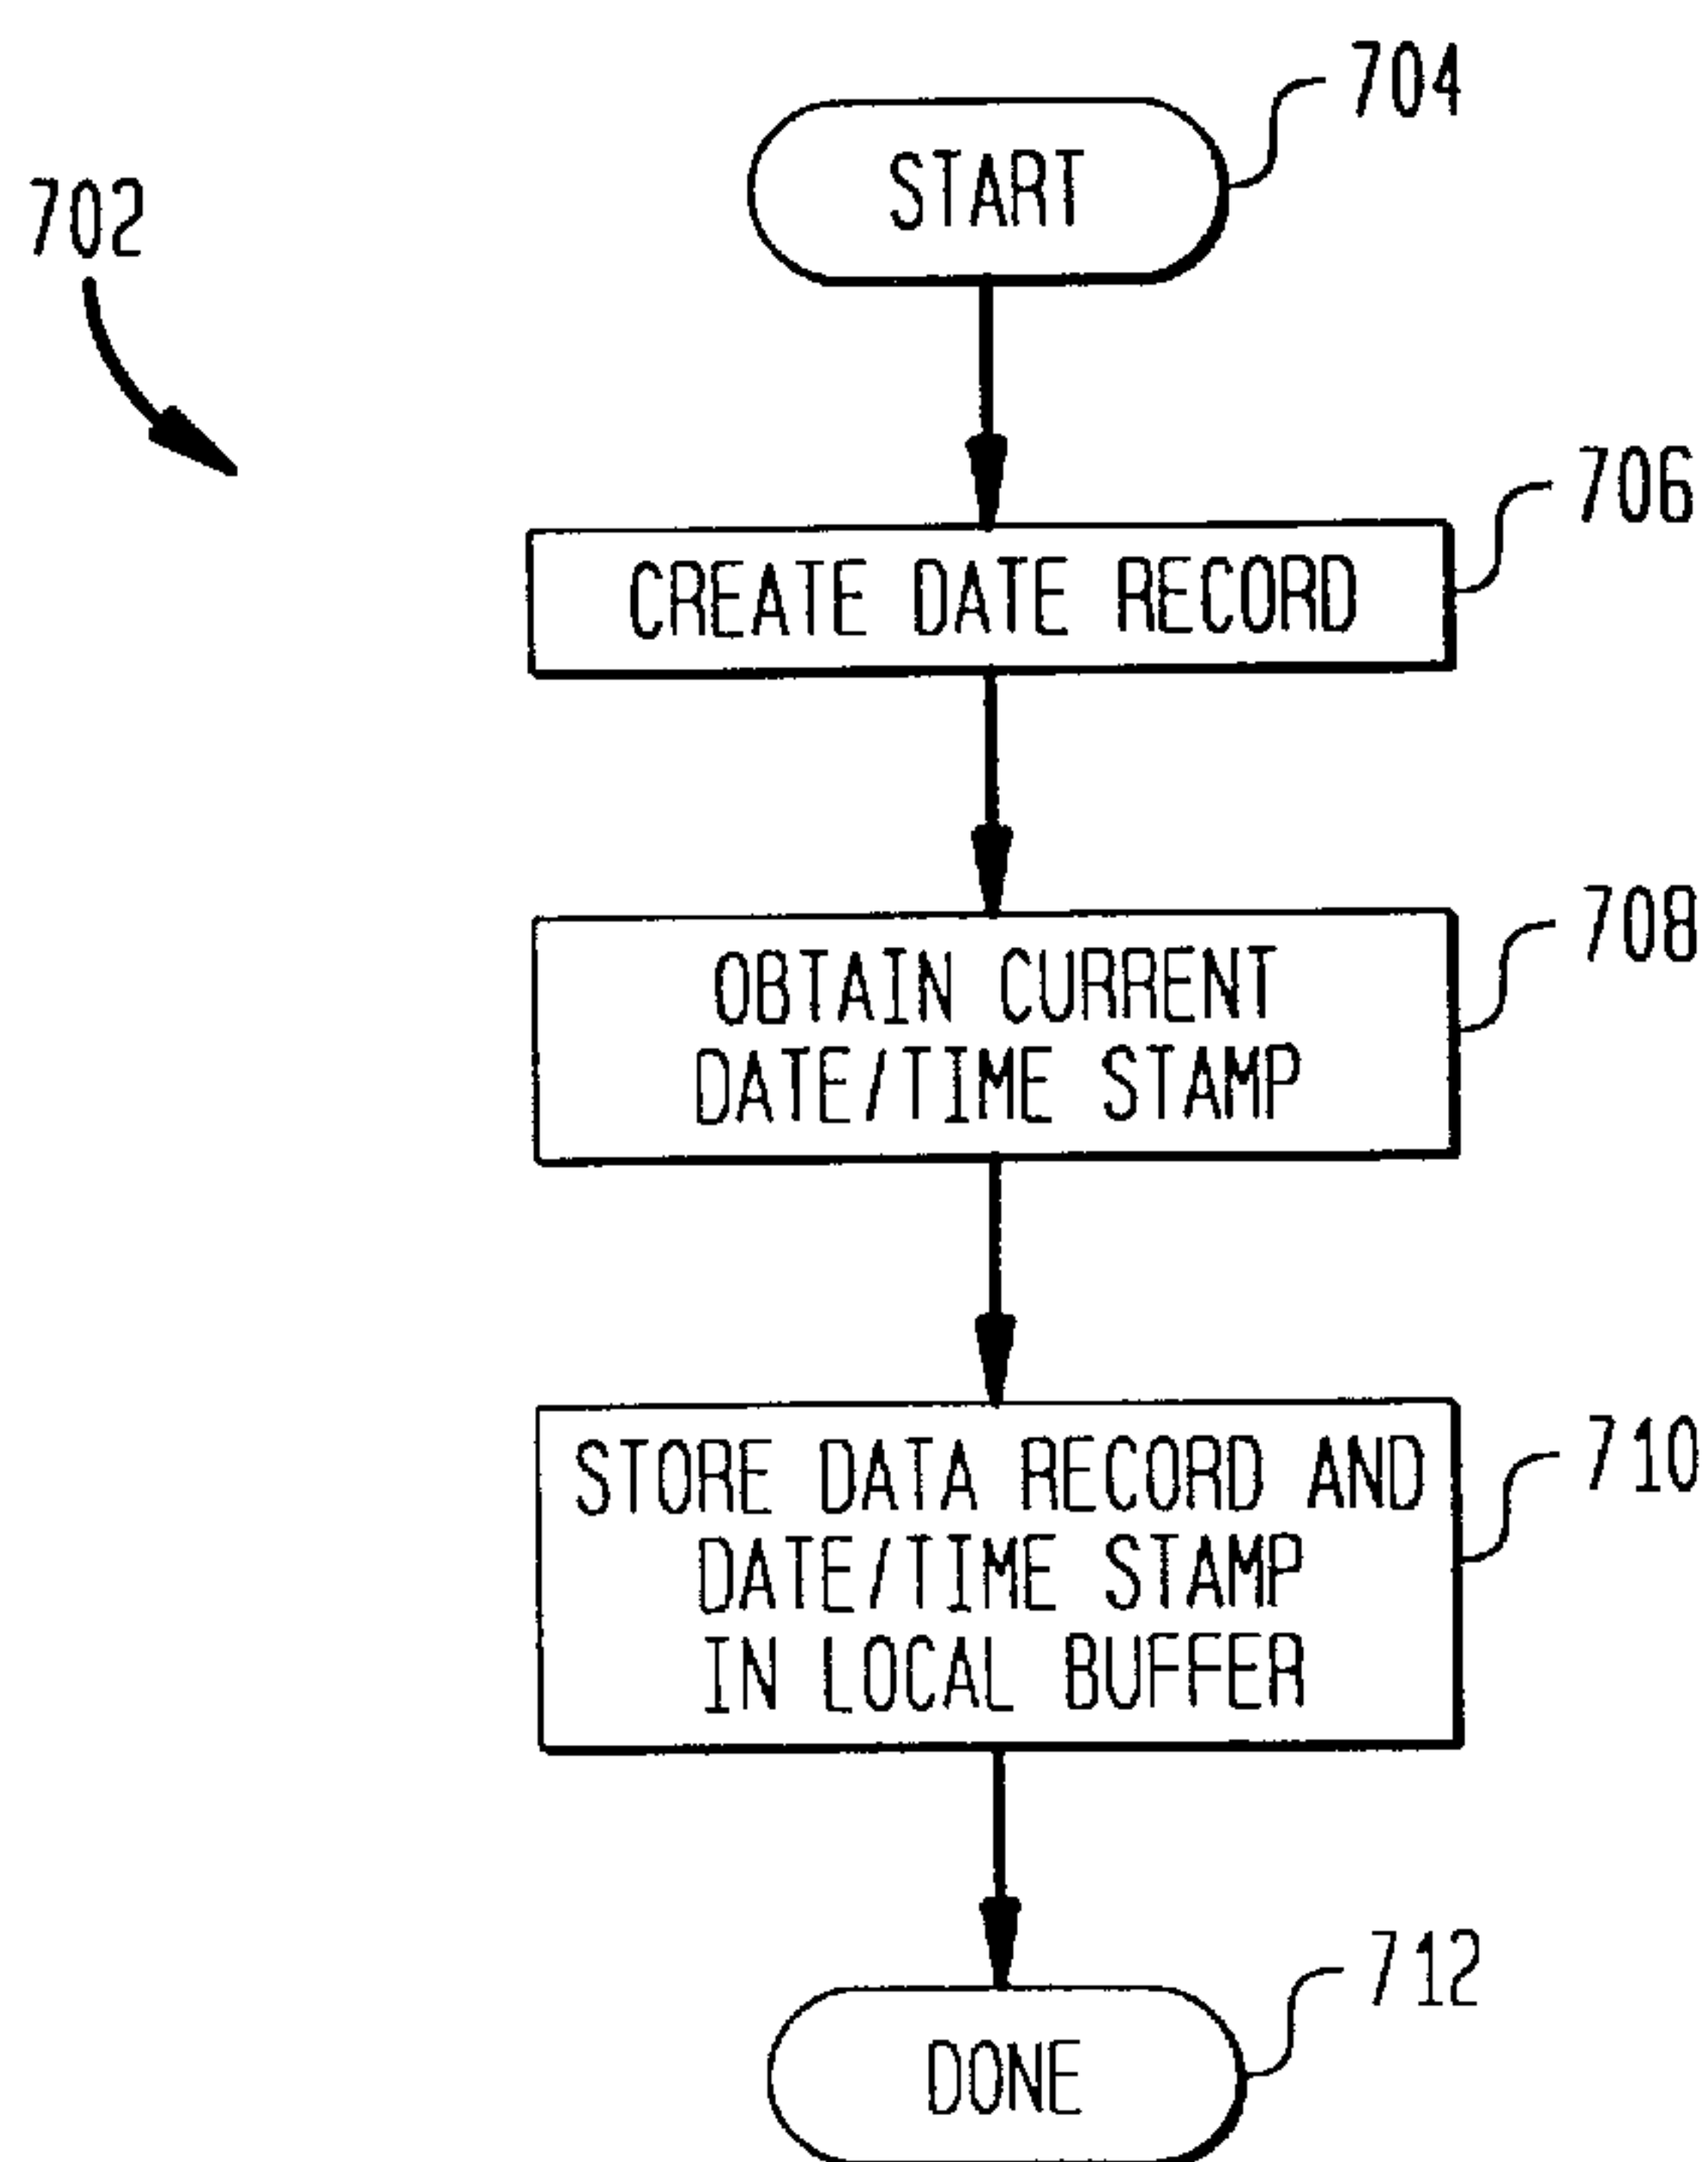 704
START
702
706
CREATE DATE RECORD
708
OBTAIN CURRENT
DATE/TIME STAMP
710
STORE DATA RECORD AND
DATE/TIME STAMP
IN LOCAL BUFFER
712
DONE